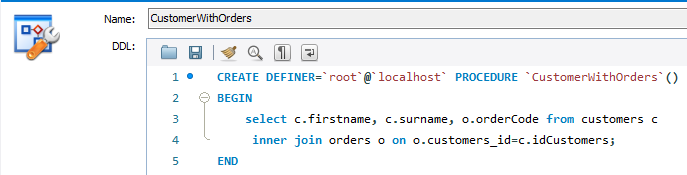 Name: CustomerWithOrders
DDL:
1 CREATE DEFINER=`root`@`localhost` PROCEDURE `CustomerWithOrders`()
2 BEGIN
3 select c.firstname, c.surname, o.orderCode from customers c
4 inner join orders o on o.customers_id=c.idCustomers;
5 END